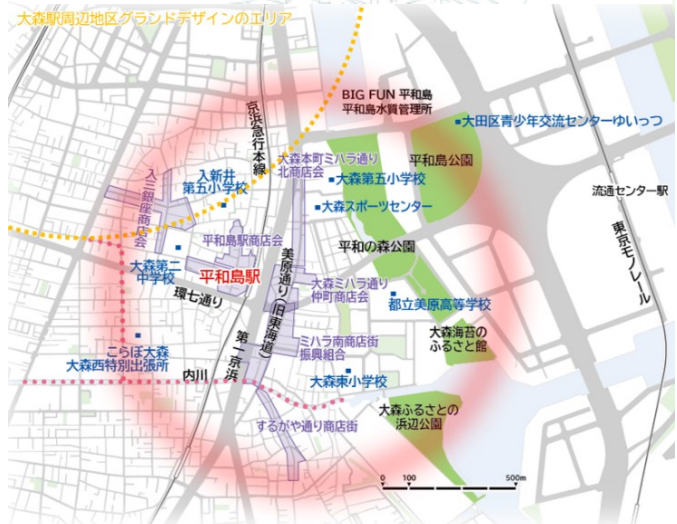 大森駅周辺地区グランドデザインのエリア
BIG FUN 平和島
平和島水質管理所
大田区青少年交流センターゆいっつ
京浜急行本線
大森本町ミハラ通り
北商店会
平和島公園
入新井
第五小学校
大森第五小学校
入三銀座商店会
流通センター駅
大森スポーツセンター
東京モノレール
平和島駅商店会
平和の森公園
大森第二
中学校
平和島駅
美原通り(旧東海道)
大森ミハラ通り
仲町商店会
環七通り
都立美原高等学校
第一京浜
大森海苔の
ふるさと館
こらぼ大森
大森西特別出張所
ミハラ南商店街
振興組合
内川
大森東小学校
大森ふるさとの
浜辺公園
するがや通り商店街
0 100 500m